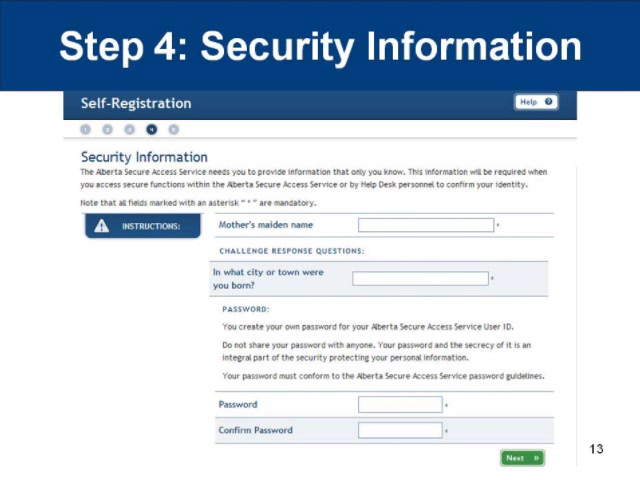 Step 4: Security Information
Self-Registration
Help ?
1 2 3 4 5
Security Information
The Alberta Secure Access Service needs you to provide information that only you know. This information will be required when
you access secure functions within the Alberta Secure Access Service or by Help Desk personnel to confirm your identity.
Note that all fields marked with an asterisk " * " are mandatory.
INSTRUCTIONS:
Mother's maiden name *
CHALLENGE RESPONSE QUESTIONS:
In what city or town were
you born? *
PASSWORD:
You create your own password for your Alberta Secure Access Service User ID.
Do not share your password with anyone. Your password and the secrecy of it is an
integral part of the security protecting your personal information.
Your password must conform to the Alberta Secure Access Service password guidelines.
Password *
Confirm Password *
Next »
13